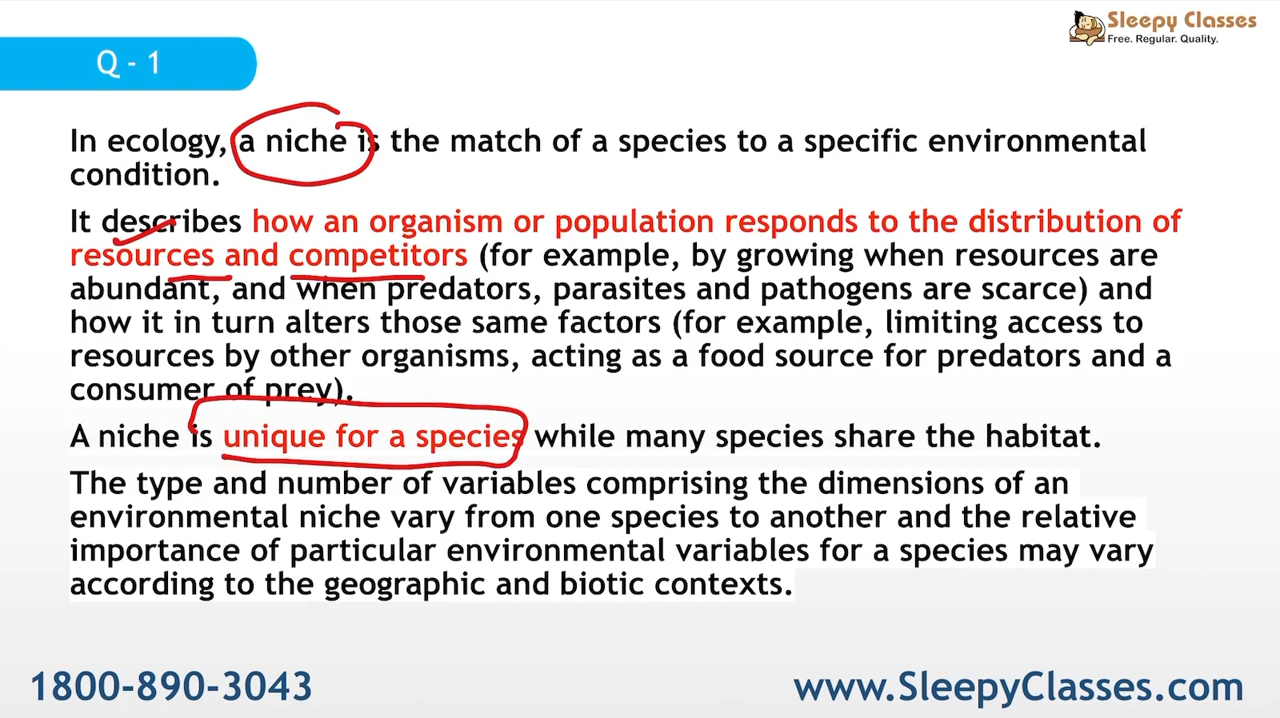 Sleepy Classes
Free. Regular. Quality.
Q - 1
In ecology, a niche is the match of a species to a specific environmental
condition.
It describes how an organism or population responds to the distribution of
resources and competitors (for example, by growing when resources are
abundant, and when predators, parasites and pathogens are scarce) and
how it in turn alters those same factors (for example, limiting access to
resources by other organisms, acting as a food source for predators and a
consumer of prey).
A niche is unique for a species while many species share the habitat.
The type and number of variables comprising the dimensions of an
environmental niche vary from one species to another and the relative
importance of particular environmental variables for a species may vary
according to the geographic and biotic contexts.
1800-890-3043
www.SleepyClasses.com